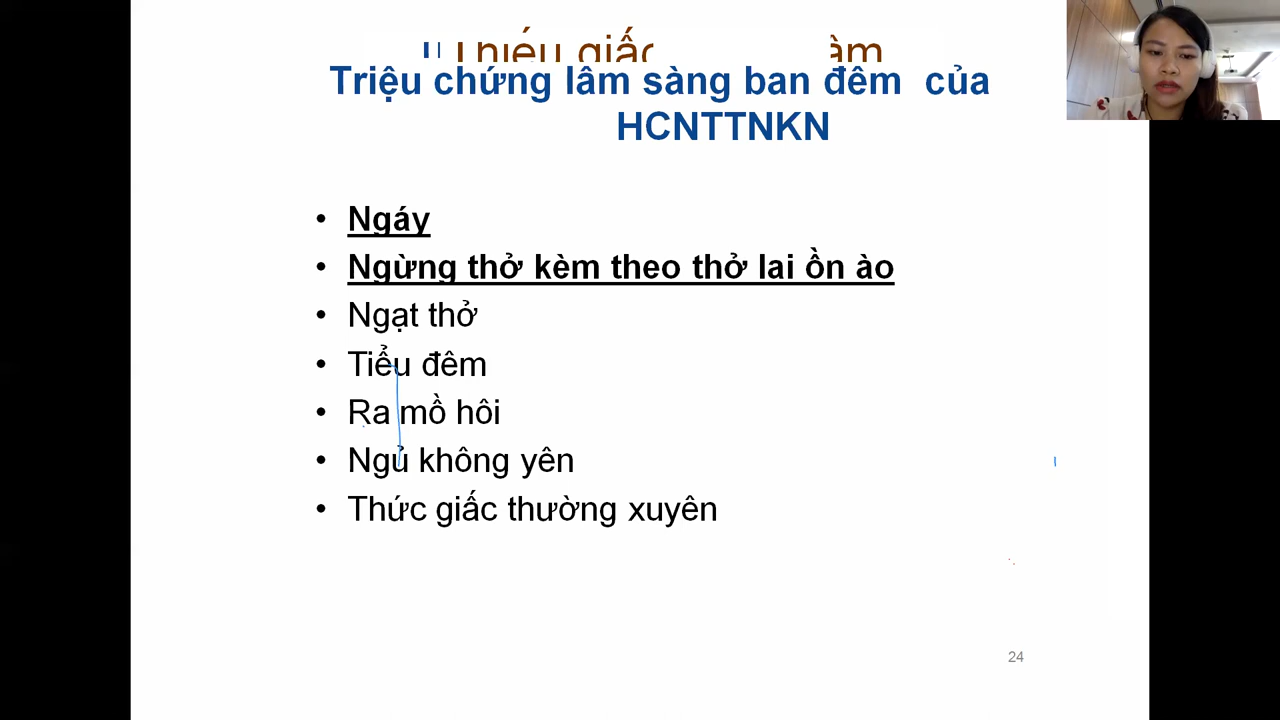 Triệu chứng lâm sàng ban đêm của
HCNTTNKN
• Ngáy
• Ngừng thở kèm theo thở lai ồn ào
• Ngạt thở
• Tiểu đêm
• Ra mồ hôi
• Ngủ không yên
• Thức giấc thường xuyên
24